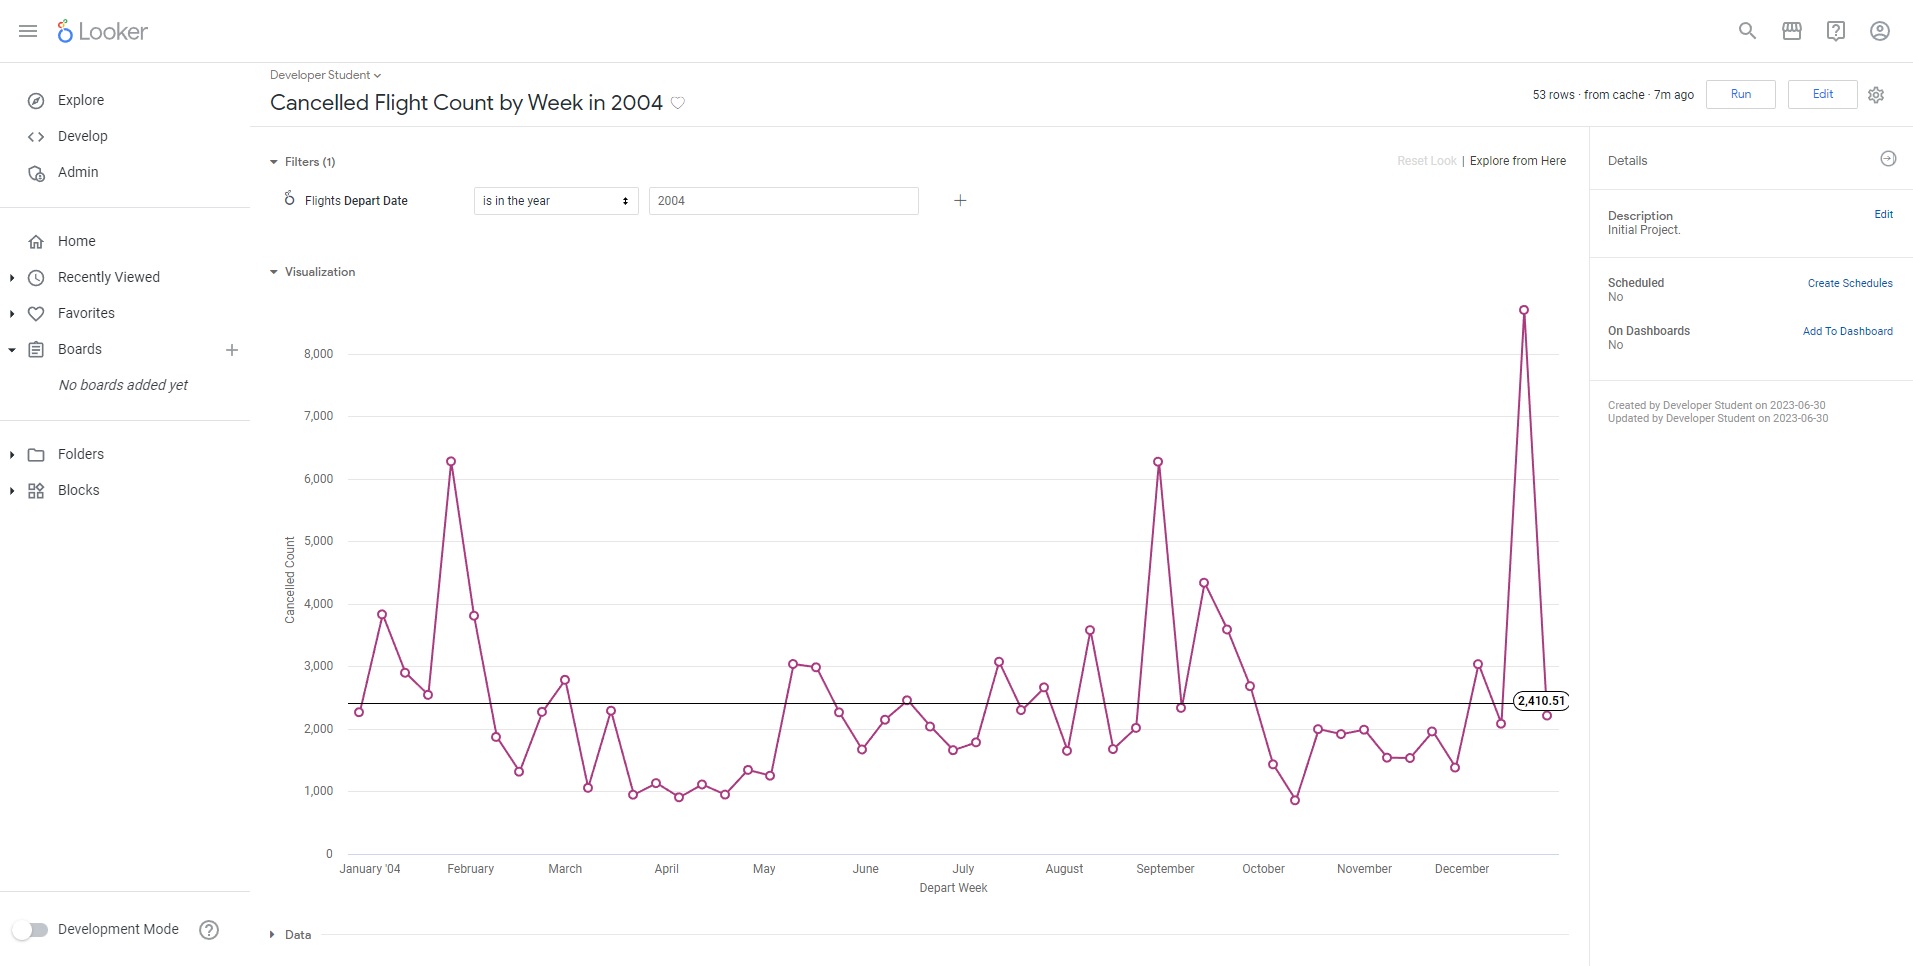 Looker
Developer Student
Cancelled Flight Count by Week in 2004
53 rows · from cache · 7m ago
Run
Edit
Explore
Develop
Admin
Home
Recently Viewed
Favorites
Boards
No boards added yet
Folders
Blocks
Development Mode
Filters (1)
Reset Look | Explore from Here
Flights Depart Date
is in the year
2004
Visualization
8,000
7,000
6,000
5,000
4,000
3,000
2,000
1,000
0
Cancelled Count
2,410.51
January '04 February March April May June July August September October November December
Depart Week
Data
Details
Description
Edit
Initial Project.
Scheduled
Create Schedules
No
On Dashboards
Add To Dashboard
No
Created by Developer Student on 2023-06-30
Updated by Developer Student on 2023-06-30